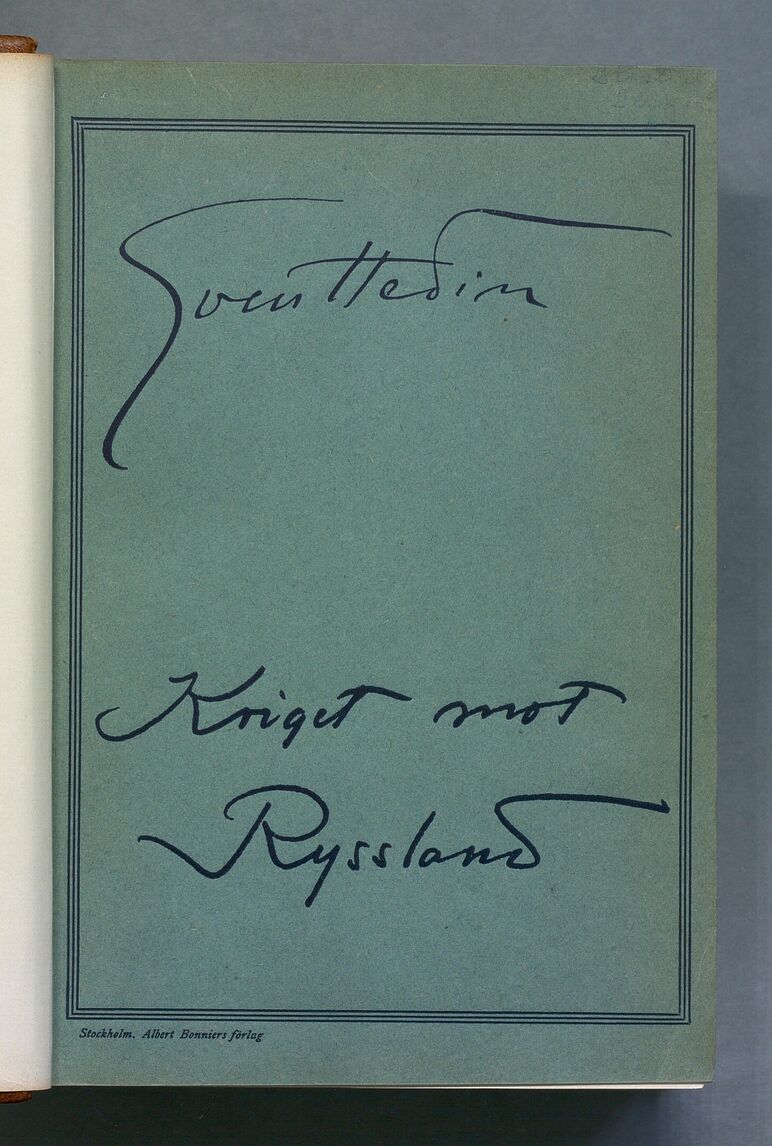 Sven Hedin
Kriget mot
Ryssland
Stockholm. Albert Bonniers förlag